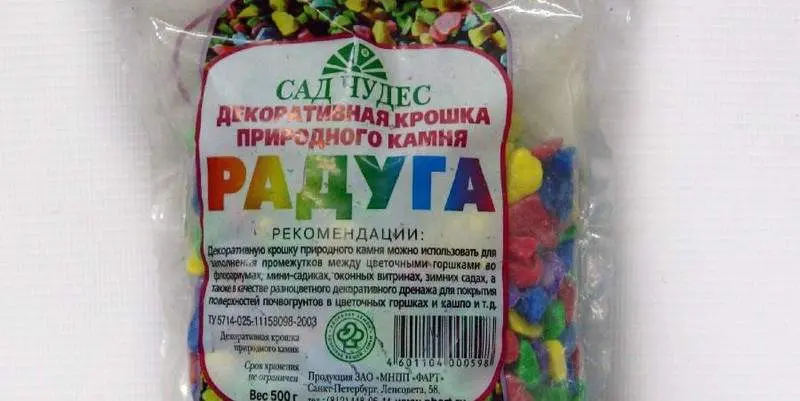 САД ЧУДЕС
ДЕКОРАТИВНАЯ КРОШКА
ПРИРОДНОГО КАМНЯ
РАДУГА
РЕКОМЕНДАЦИИ:
Декоративную крошку природного камня можно использовать для
заполнения промежутков между цветочными горшками во
флорариумах, мини-садиках, оконных витринах, зимних садах, а
также в качестве разноцветного декоративного дренажа для покрытия
поверхностей почвогрунтов в цветочных горшках и кашпо и т.д.
ТУ 5714-025-11158098-2003
Декоративная крошка
природного камня
Срок хранения
не ограничен
Вес 500 г
4 601104 000598
Продукция ЗАО «МНПП «ФАРТ»
Санкт-Петербург, Ленсовета, 58,